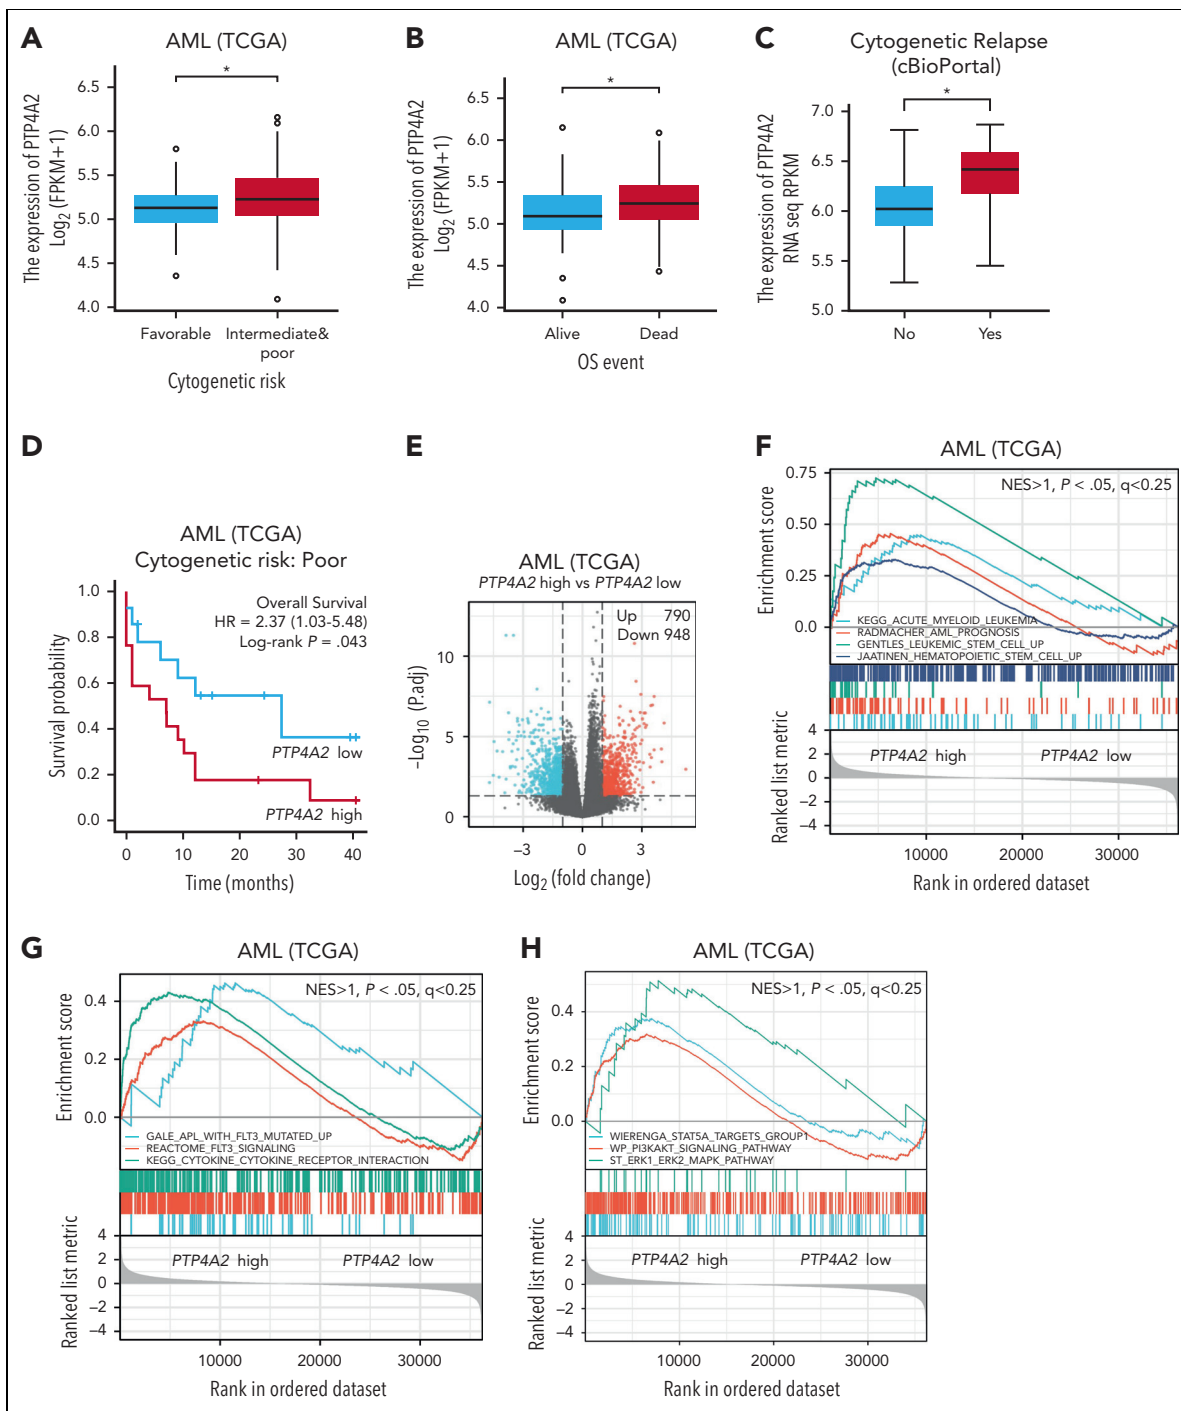 A
AML (TCGA)
*
The expression of PTP4A2
Log2 (FPKM+1)
6.5
6.0
5.5
5.0
4.5
4.0
Favorable
Intermediate&
poor
Cytogenetic risk
B
AML (TCGA)
*
The expression of PTP4A2
Log2 (FPKM+1)
6.5
6.0
5.5
5.0
4.5
4.0
Alive
Dead
OS event
C
Cytogenetic Relapse
(cBioPortal)
*
The expression of PTP4A2
RNA seq RPKM
7.0
6.5
6.0
5.5
5.0
No
Yes
D
AML (TCGA)
Cytogenetic risk: Poor
Overall Survival
HR = 2.37 (1.03-5.48)
Log-rank P = .043
Survival probability
1.0
0.8
0.6
0.4
0.2
0.0
PTP4A2 low
PTP4A2 high
0 10 20 30 40
Time (months)
E
AML (TCGA)
PTP4A2 high vs PTP4A2 low
Up 790
Down 948
–Log10 (P.adj)
10
5
0
–3 0 3
Log2 (fold change)
F
AML (TCGA)
NES>1, P < .05, q<0.25
Enrichment score
0.75
0.50
0.25
0.0
KEGG_ACUTE_MYELOID_LEUKEMIA
RADMACHER_AML_PROGNOSIS
GENTLES_LEUKEMIC_STEM_CELL_UP
JAATINEN_HEMATOPOIETIC_STEM_CELL_UP
Ranked list metric
4
2
0
–2
–4
PTP4A2 high
PTP4A2 low
10000 20000 30000
Rank in ordered dataset
G
AML (TCGA)
NES>1, P < .05, q<0.25
Enrichment score
0.4
0.2
0.0
GALE_APL_WITH_FLT3_MUTATED_UP
REACTOME_FLT3_SIGNALING
KEGG_CYTOKINE_CYTOKINE_RECEPTOR_INTERACTION
Ranked list metric
4
2
0
–2
–4
PTP4A2 high
PTP4A2 low
10000 20000 30000
Rank in ordered dataset
H
AML (TCGA)
NES>1, P < .05, q<0.25
Enrichment score
0.4
0.2
0.0
WIERENGA_STAT5A_TARGETS_GROUP1
WP_PI3KAKT_SIGNALING_PATHWAY
ST_ERK1_ERK2_MAPK_PATHWAY
Ranked list metric
4
2
0
–2
–4
PTP4A2 high
PTP4A2 low
10000 20000 30000
Rank in ordered dataset